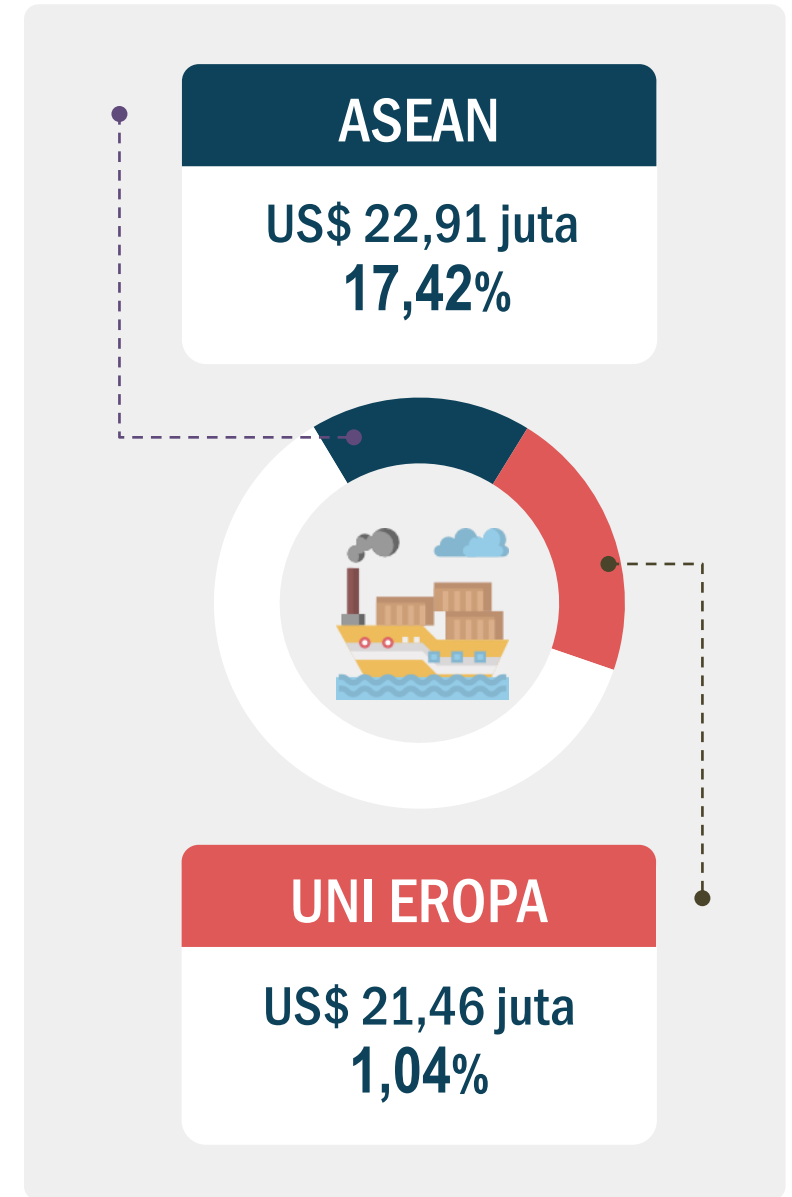 ASEAN
US$ 22,91 juta
17,42%
UNI EROPA
US$ 21,46 juta
1,04%